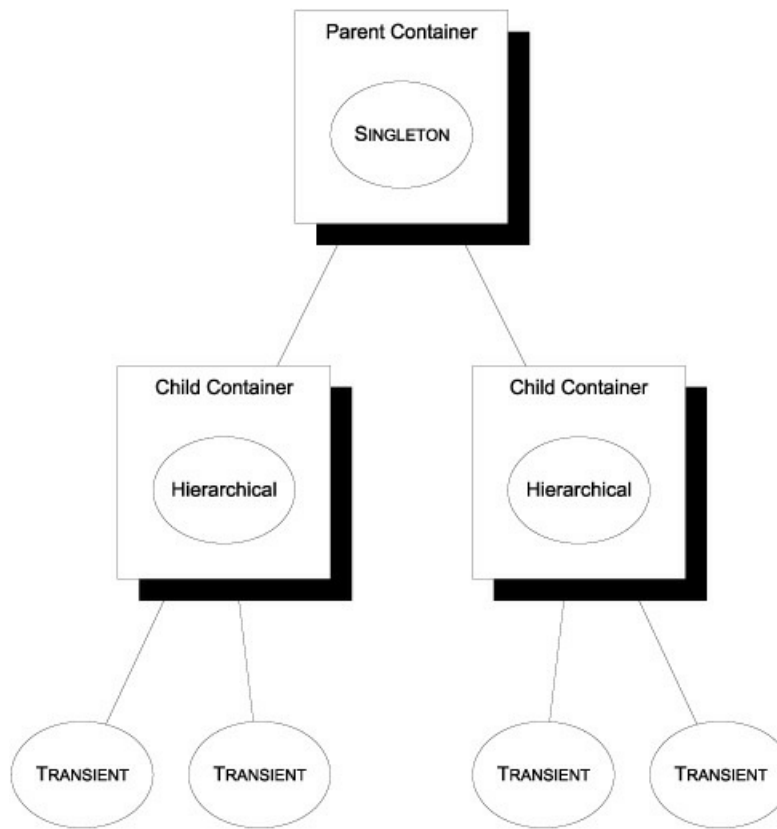 Parent Container
SINGLETON
Child Container
Child Container
Hierarchical
Hierarchical
TRANSIENT
TRANSIENT
TRANSIENT
TRANSIENT